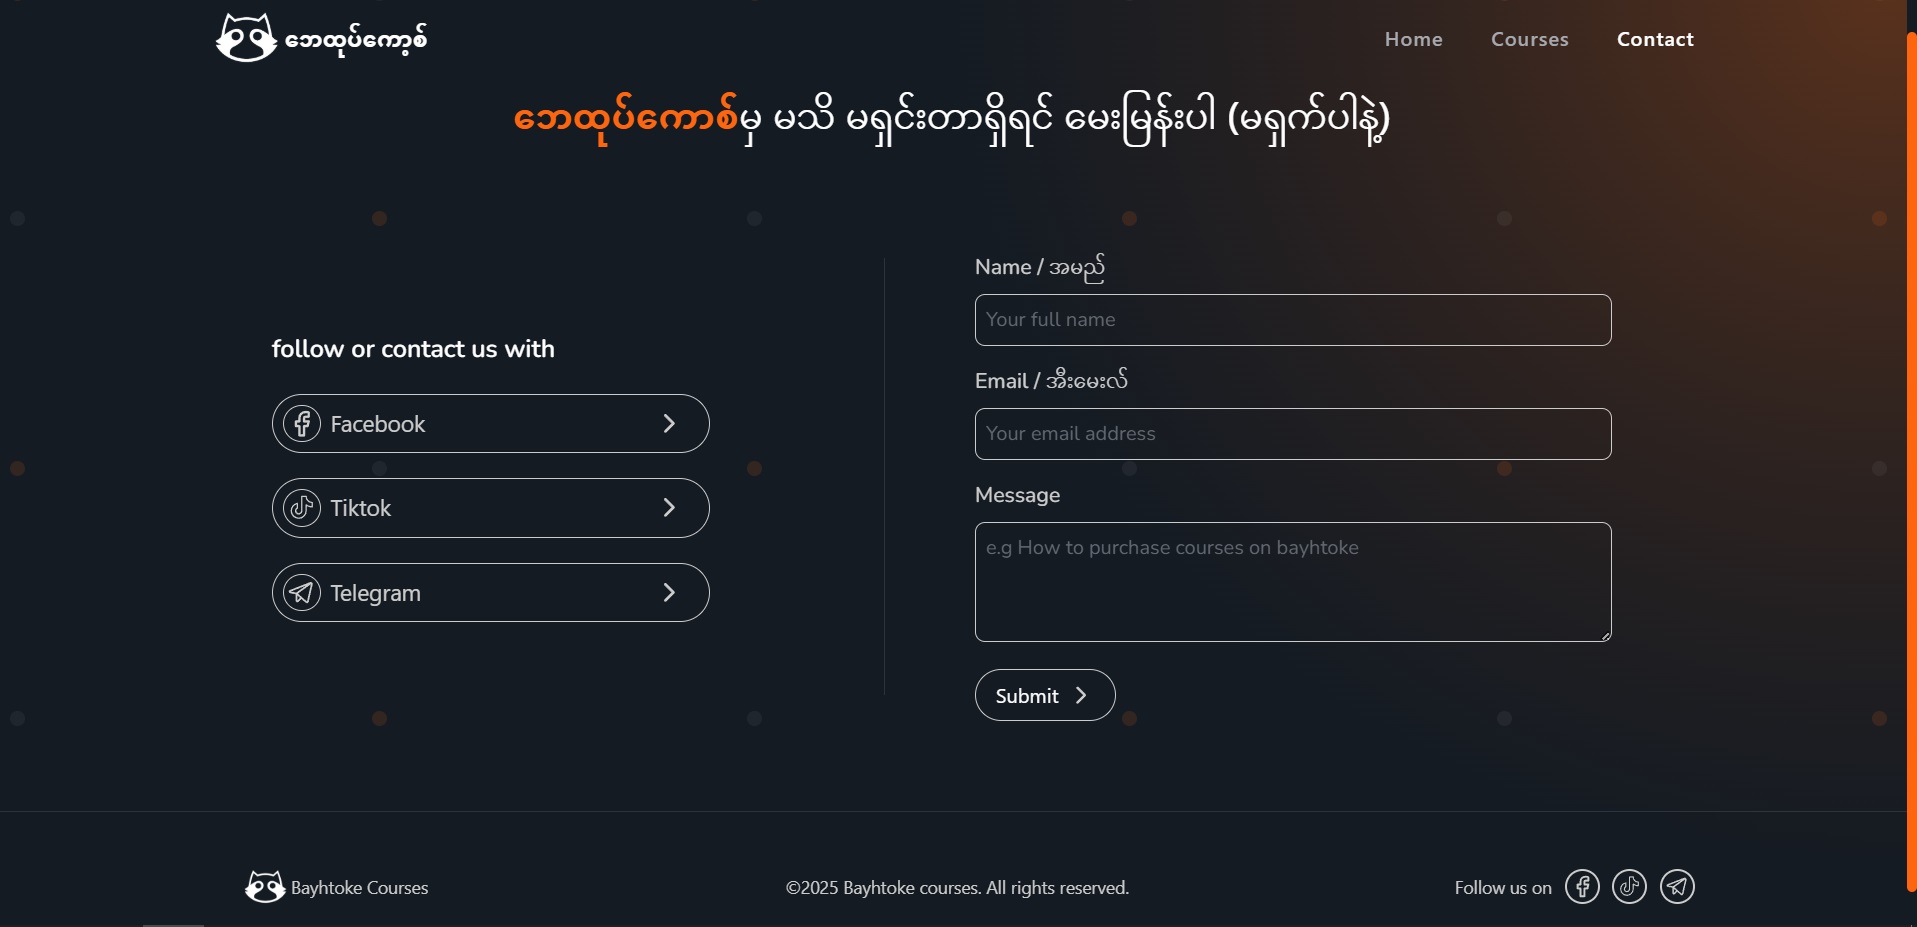 ဘေထုပ်ကော့စ်
Home Courses Contact
ဘေထုပ်ကောစ်မှ မသိ မရှင်းတာရှိရင် မေးမြန်းပါ (မရှက်ပါနဲ့)
follow or contact us with
Facebook
Tiktok
Telegram
Name / အမည်
Your full name
Email / အီးမေးလ်
Your email address
Message
e.g How to purchase courses on bayhtoke
Submit
Bayhtoke Courses
©2025 Bayhtoke courses. All rights reserved.
Follow us on